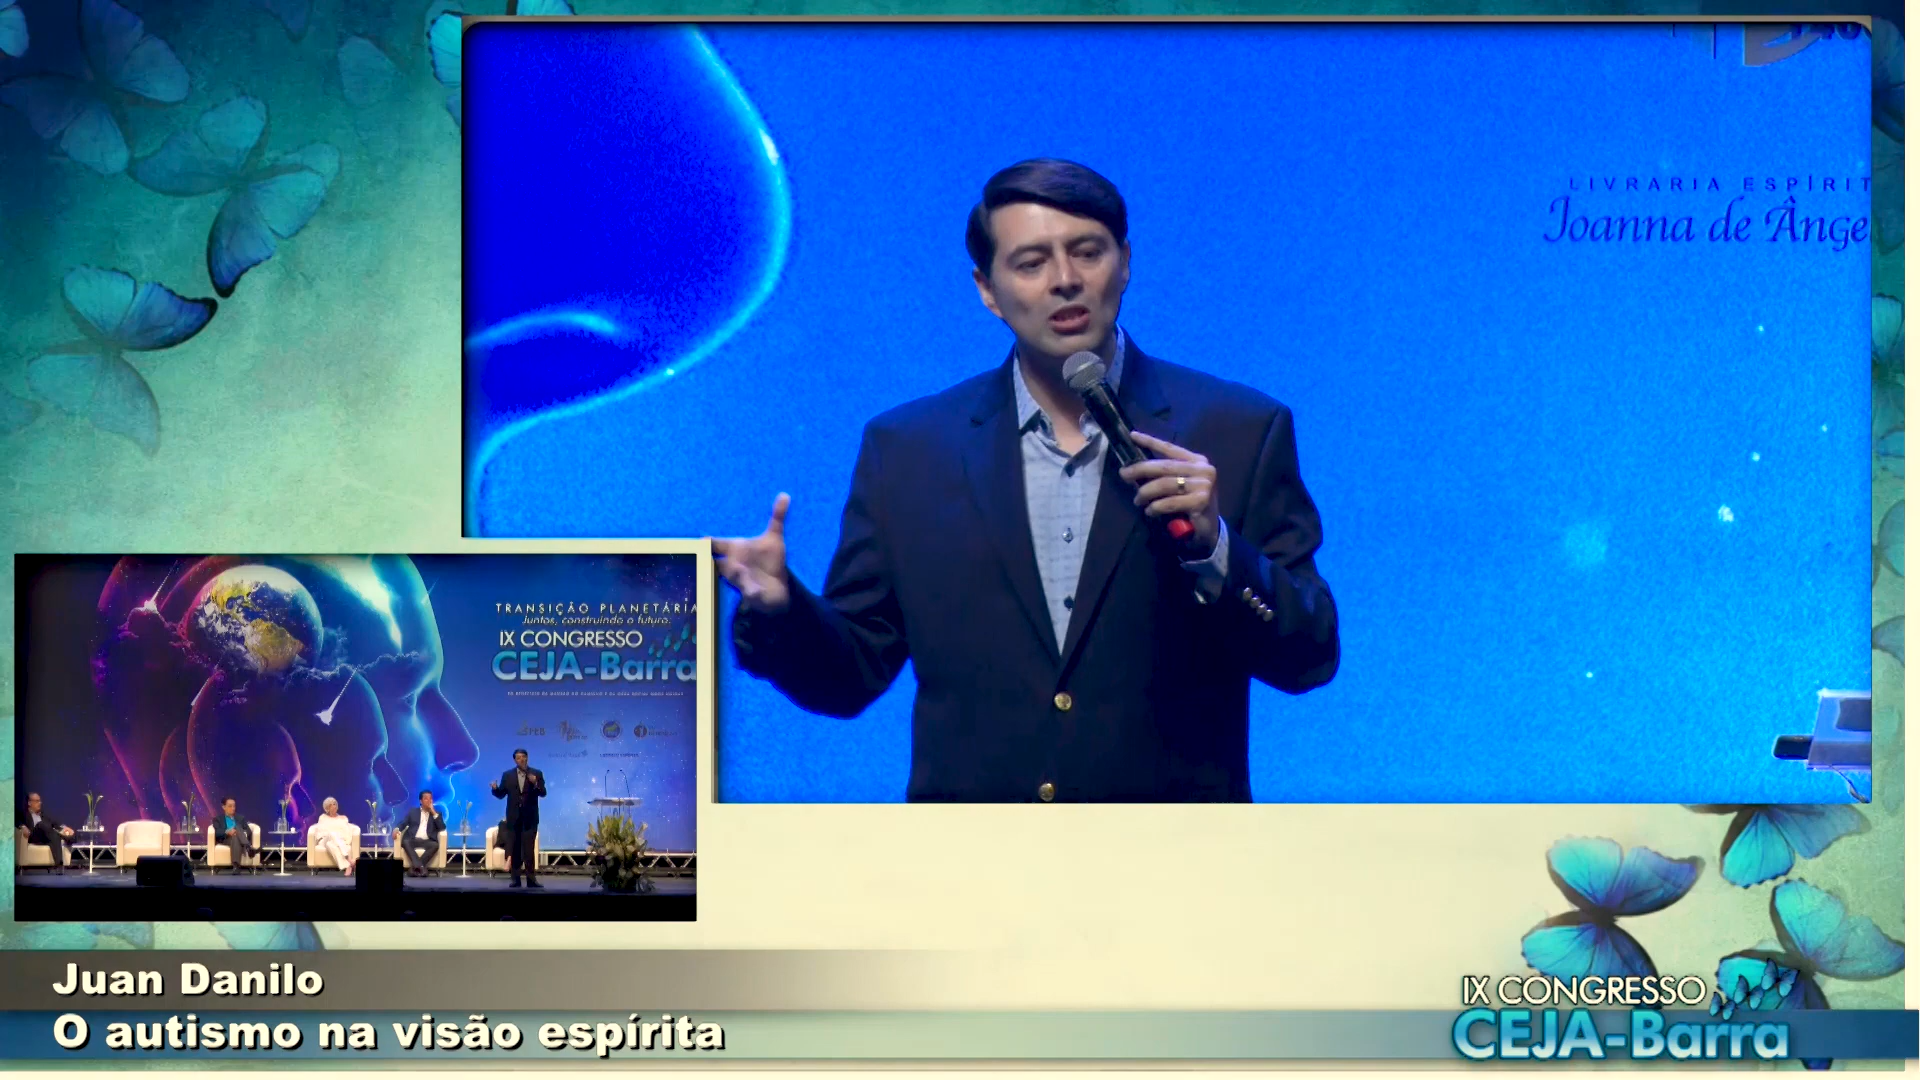 LIVRARIA ESPÍRIT
Joanna de Ânge
TRANSIÇÃO PLANETÁRIA
Juntos, construindo o futuro.
IX CONGRESSO
CEJA-Barra
Juan Danilo
O autismo na visão espírita
IX CONGRESSO
CEJA-Barra